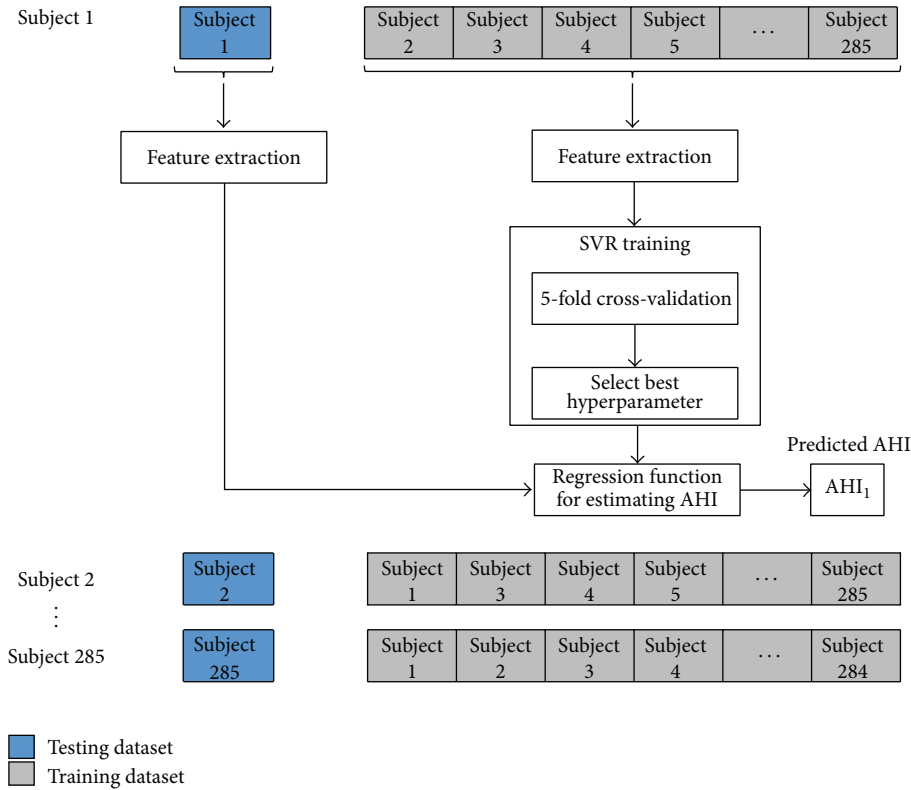 Subject 1
Subject
1
Subject
2
Subject
3
Subject
4
Subject
5
...
Subject
285
Feature extraction
Feature extraction
SVR training
5-fold cross-validation
Select best
hyperparameter
Predicted AHI
Regression function
for estimating AHI
AHI₁
Subject 2
Subject
2
Subject
1
Subject
3
Subject
4
Subject
5
...
Subject
285
⋮
Subject 285
Subject
285
Subject
1
Subject
2
Subject
3
Subject
4
...
Subject
284
Testing dataset
Training dataset